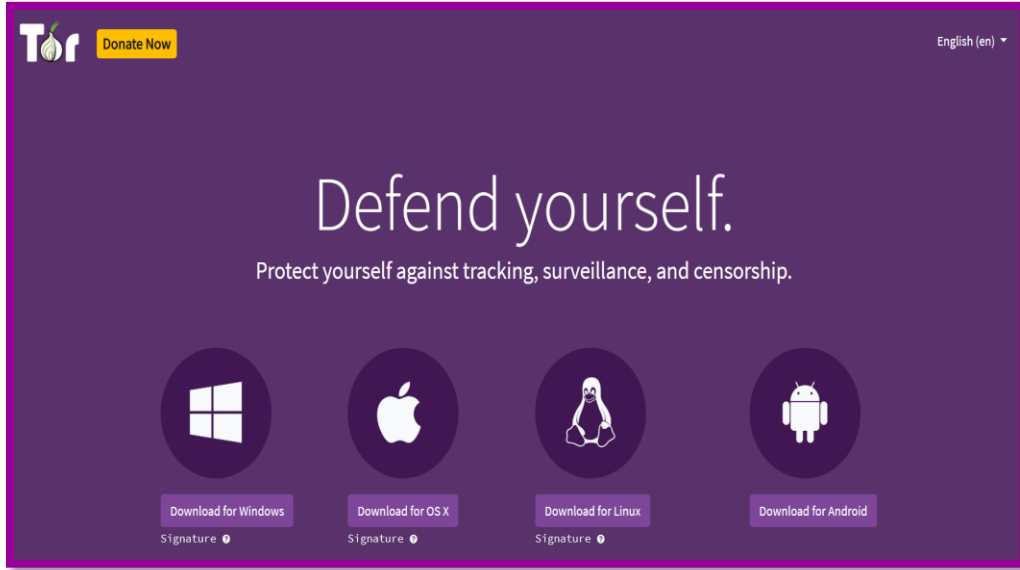 Tor
Donate Now
English (en)
Defend yourself.
Protect yourself against tracking, surveillance, and censorship.
Download for Windows
Download for OS X
Download for Linux
Download for Android
Signature ?
Signature ?
Signature ?